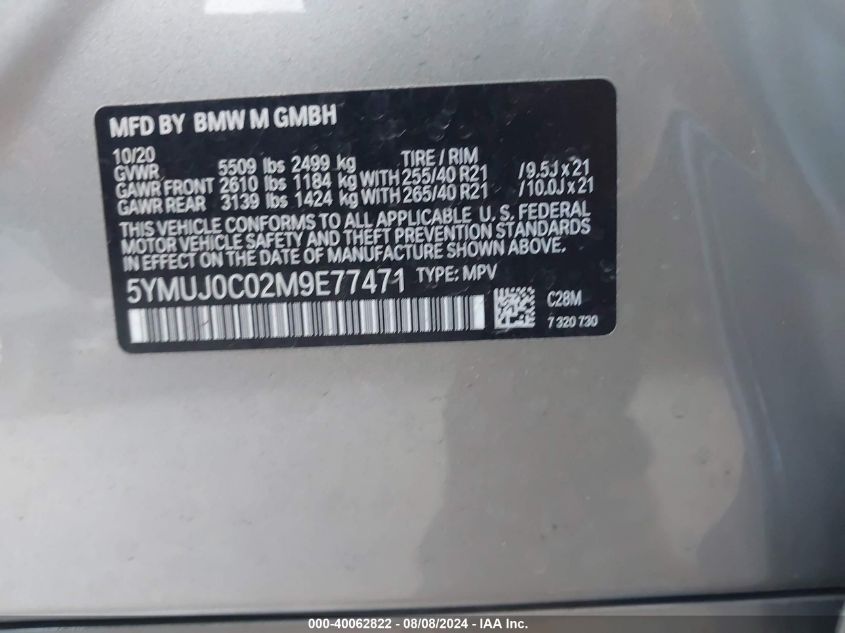 MFD BY BMW M GMBH
10/20 TIRE / RIM
GVWR 5509 lbs 2499 kg
GAWR FRONT 2610 lbs 1184 kg WITH 255/40 R21 /9.5J x 21
GAWR REAR 3139 lbs 1424 kg WITH 265/40 R21 /10.0J x 21
THIS VEHICLE CONFORMS TO ALL APPLICABLE U. S. FEDERAL
MOTOR VEHICLE SAFETY AND THEFT PREVENTION STANDARDS
IN EFFECT ON THE DATE OF MANUFACTURE SHOWN ABOVE.
5YMUJ0C02M9E77471 TYPE: MPV
C28M
7 320 730
000-40062822 - 08/08/2024 - IAA Inc.